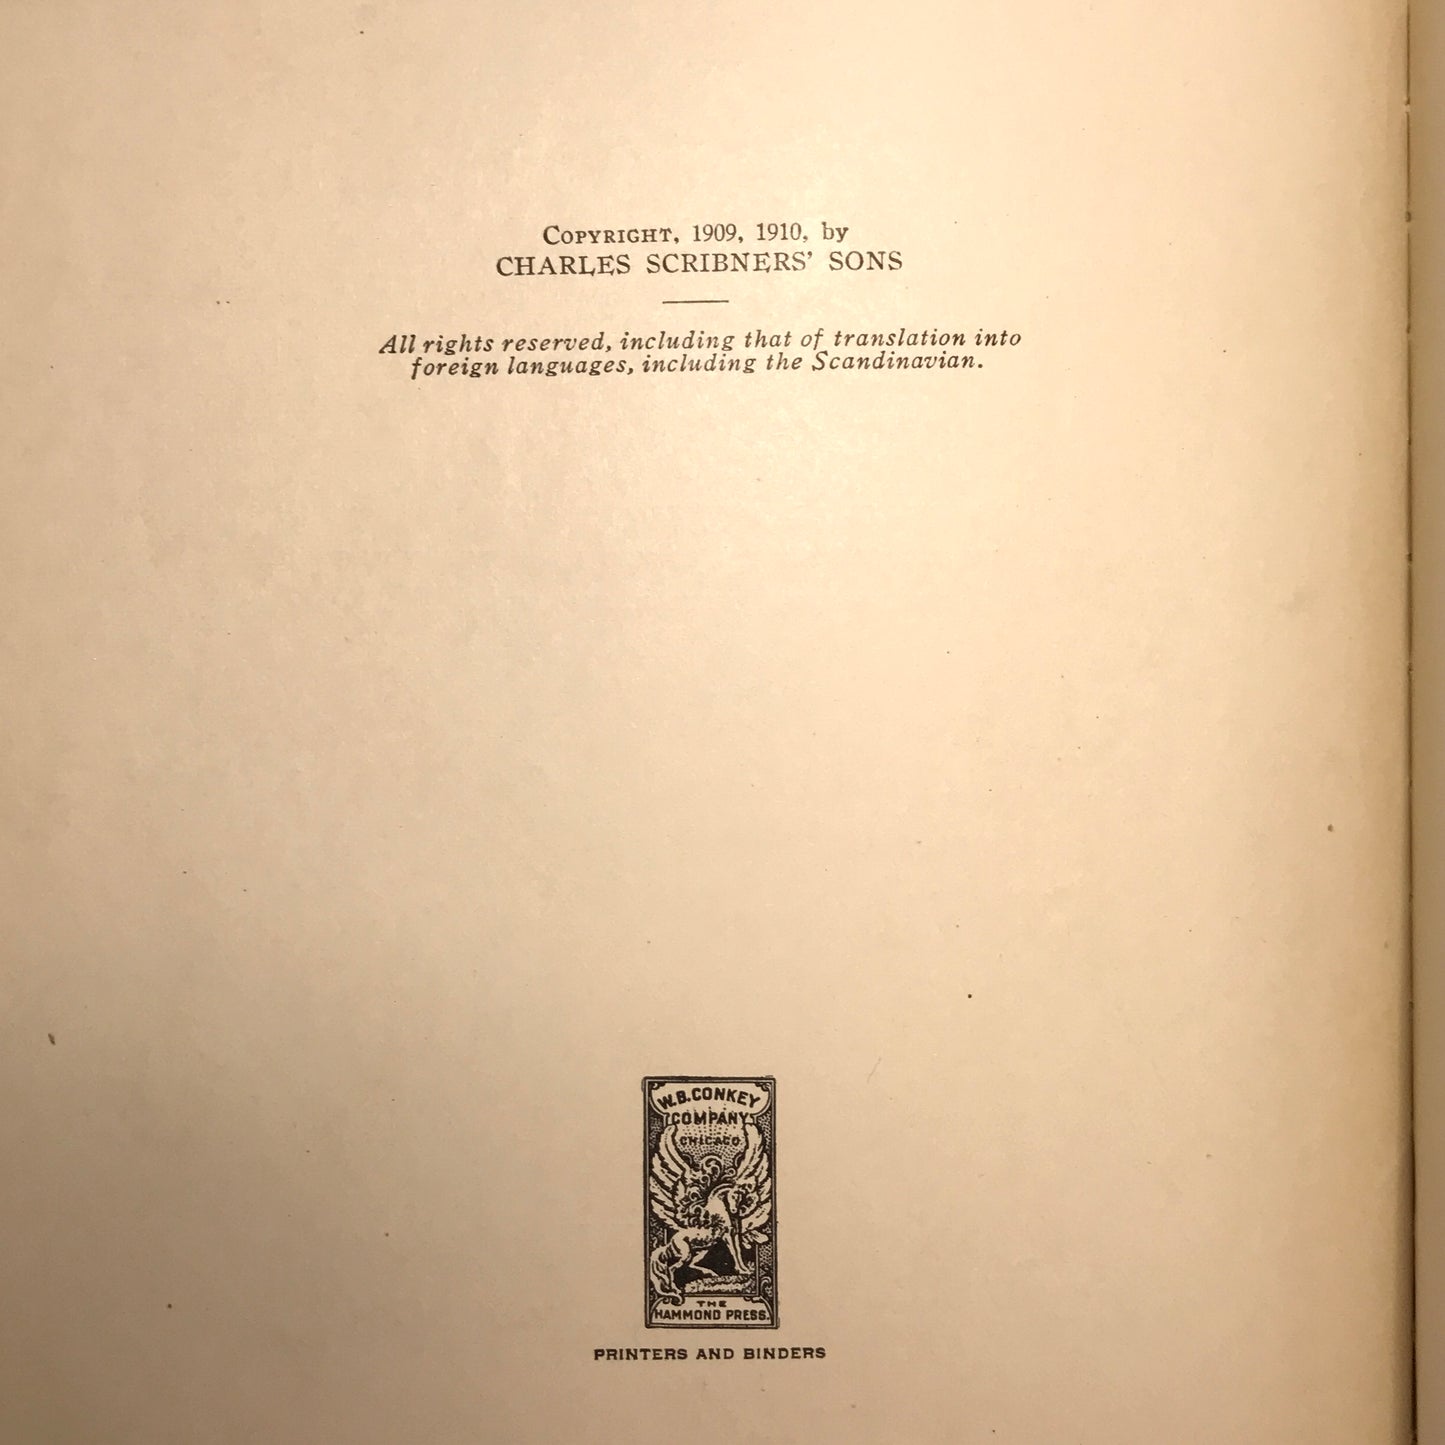 COPYRIGHT, 1909, 1910, by
CHARLES SCRIBNERS' SONS
All rights reserved, including that of translation into
foreign languages, including the Scandinavian.
W.B. CONKEY
COMPANY
CHICAGO
THE
HAMMOND PRESS.
PRINTERS AND BINDERS